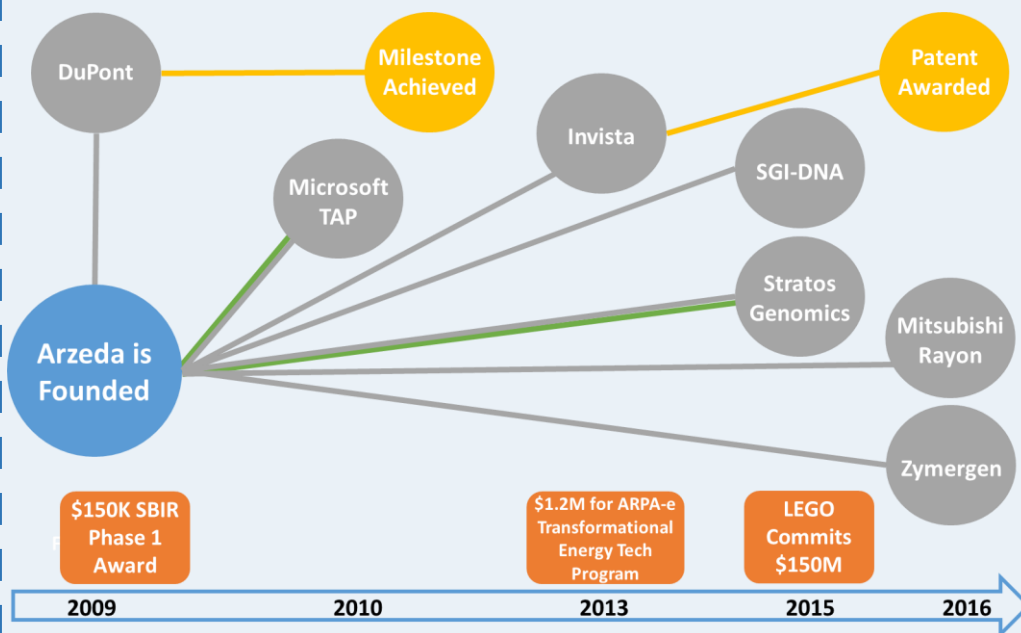 DuPont
Milestone
Achieved
Patent
Awarded
Invista
SGI-DNA
Microsoft
TAP
Stratos
Genomics
Mitsubishi
Rayon
Arzeda is
Founded
Zymergen
$150K SBIR
Phase 1
Award
$1.2M for ARPA-e
Transformational
Energy Tech
Program
LEGO
Commits
$150M
2009
2010
2013
2015
2016